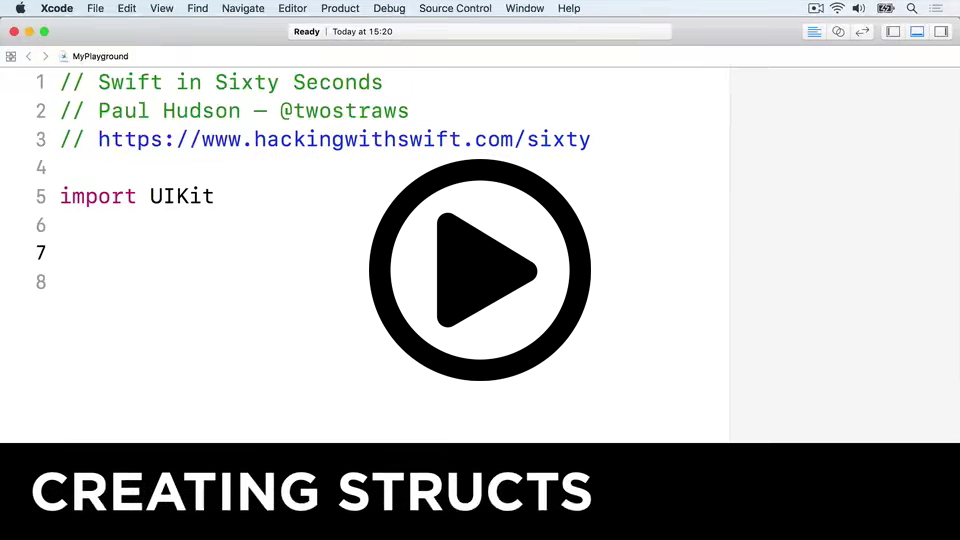 Xcode File Edit View Find Navigate Editor Product Debug Source Control Window Help
Ready | Today at 15:20
MyPlayground
1 // Swift in Sixty Seconds
2 // Paul Hudson — @twostraws
3 // https://www.hackingwithswift.com/sixty
4
5 import UIKit
6
7
8
CREATING STRUCTS